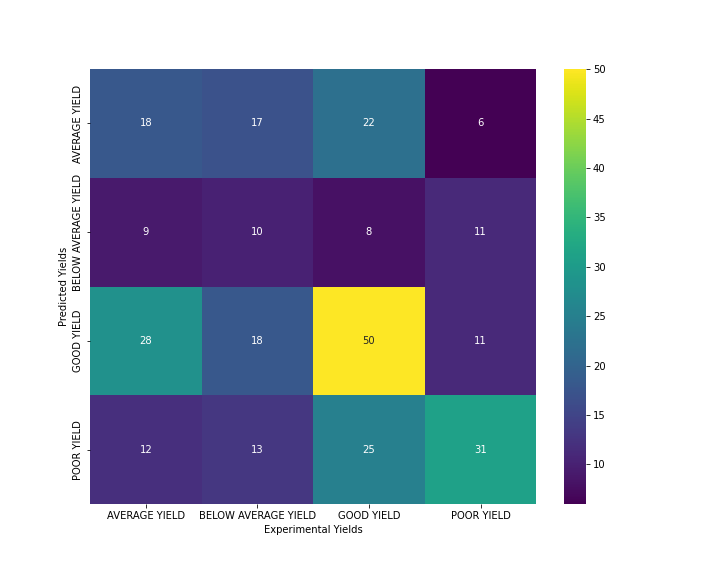 AVERAGE YIELD
18 17 22 6
BELOW AVERAGE YIELD
9 10 8 11
GOOD YIELD
28 18 50 11
POOR YIELD
12 13 25 31
Predicted Yields
AVERAGE YIELD BELOW AVERAGE YIELD GOOD YIELD POOR YIELD
Experimental Yields
50
45
40
35
30
25
20
15
10